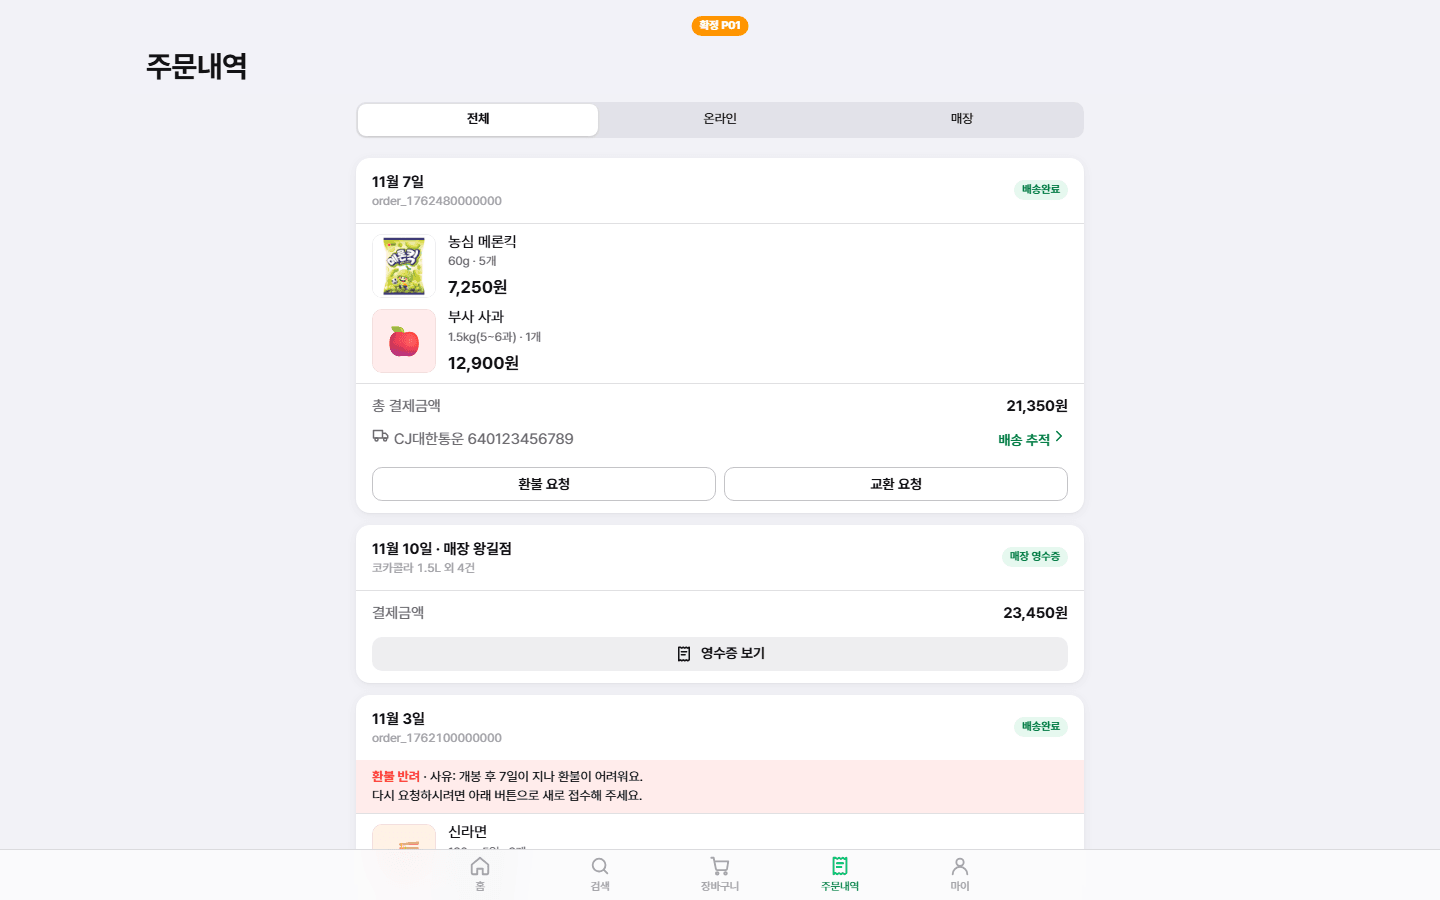 확정 P01
주문내역
전체
온라인
매장
11월 7일
order_1762480000000
배송완료
메론킥
농심 메론킥
60g · 5개
7,250원
부사 사과
1.5kg(5~6과) · 1개
12,900원
총 결제금액
21,350원
CJ대한통운 640123456789
배송 추적
환불 요청
교환 요청
11월 10일 · 매장 왕길점
코카콜라 1.5L 외 4건
매장 영수증
결제금액
23,450원
영수증 보기
11월 3일
order_1762100000000
배송완료
환불 반려 · 사유: 개봉 후 7일이 지나 환불이 어려워요.
다시 요청하시려면 아래 버튼으로 새로 접수해 주세요.
신라면
홈
검색
장바구니
주문내역
마이